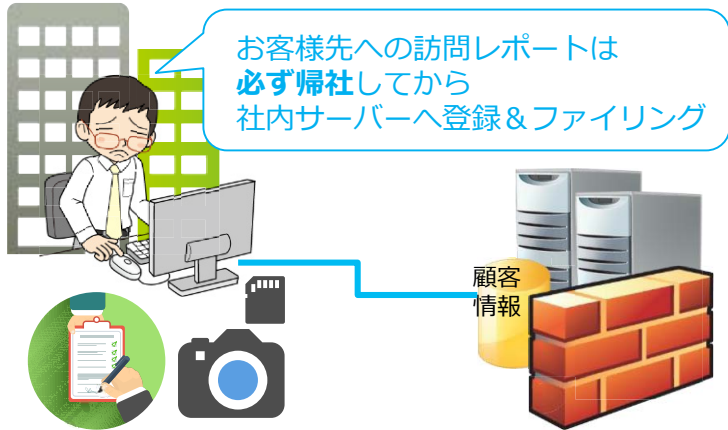 お客様先への訪問レポートは
必ず帰社してから
社内サーバーへ登録＆ファイリング
顧客
情報